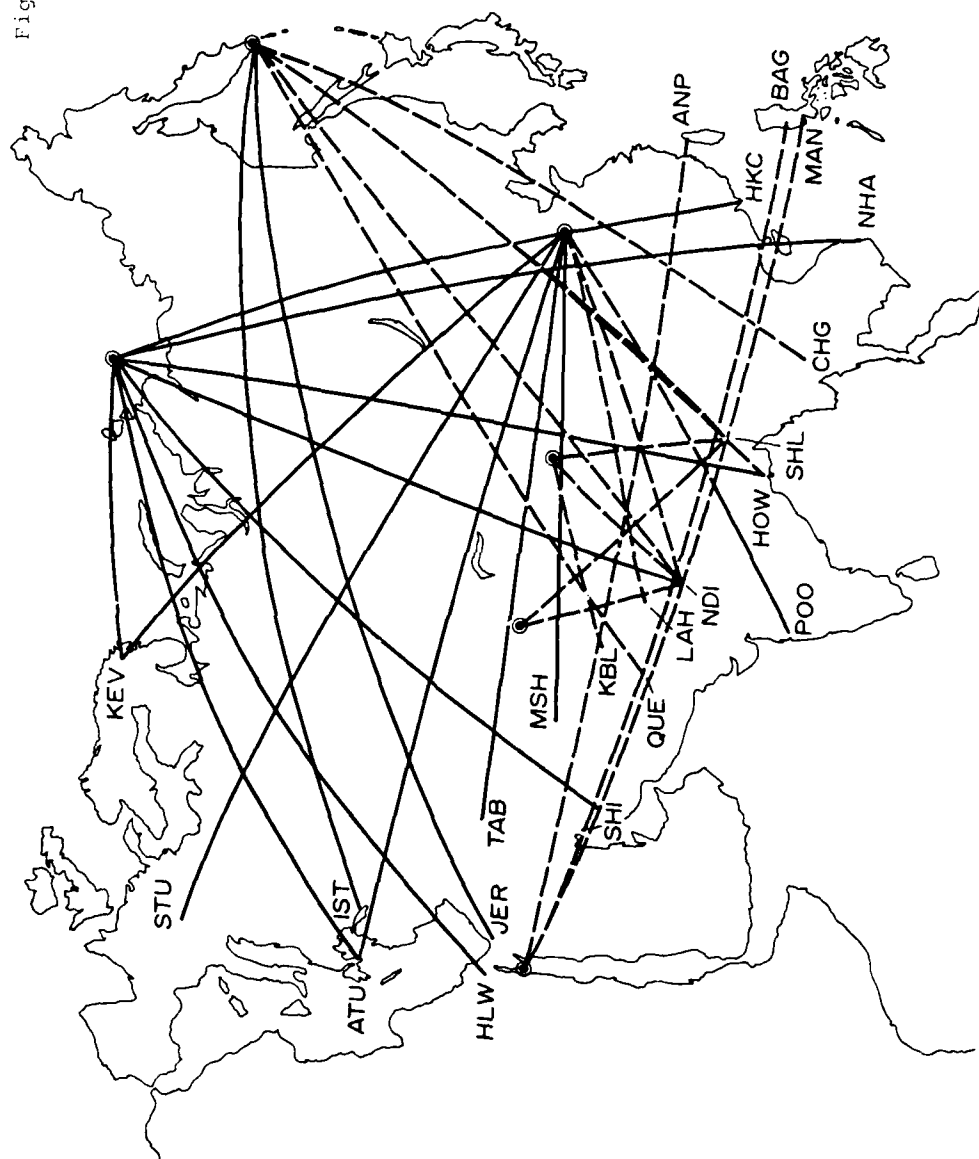 Fig
KEV
STU
IST
ATU
HLW
JER
TAB
MSH
KBL
SHI
QUE
LAH
NDI
POO
HOW
SHL
CHG
NHA
HKC
MAN
BAG
ANP